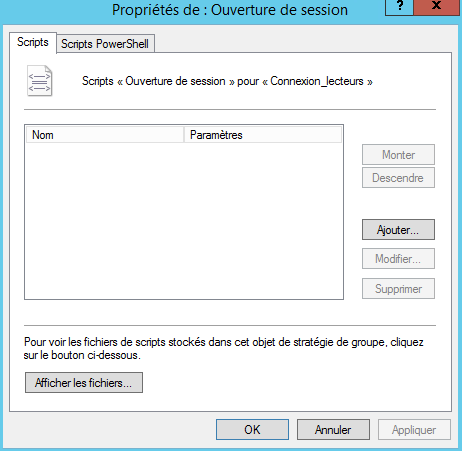 Propriétés de : Ouverture de session
? x
Scripts Scripts PowerShell
Scripts « Ouverture de session » pour « Connexion_lecteurs »
Nom Paramètres
Monter
Descendre
Ajouter...
Modifier...
Supprimer
Pour voir les fichiers de scripts stockés dans cet objet de stratégie de groupe, cliquez
sur le bouton ci-dessous.
Afficher les fichiers...
OK Annuler Appliquer